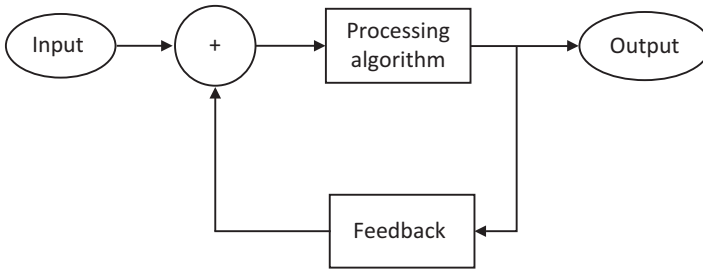 Input
+
Processing
algorithm
Output
Feedback